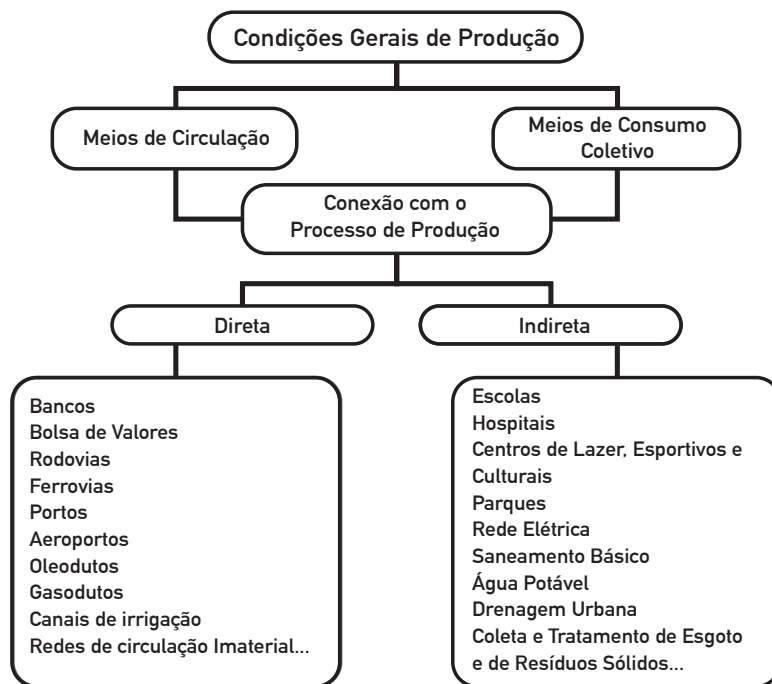 Condições Gerais de Produção
Meios de Circulação
Meios de Consumo
Coletivo
Conexão com o
Processo de Produção
Direta
Indireta
Bancos
Bolsa de Valores
Rodovias
Ferrovias
Portos
Aeroportos
Oleodutos
Gasodutos
Canais de irrigação
Redes de circulação Imaterial...
Escolas
Hospitais
Centros de Lazer, Esportivos e
Culturais
Parques
Rede Elétrica
Saneamento Básico
Água Potável
Drenagem Urbana
Coleta e Tratamento de Esgoto
e de Resíduos Sólidos...